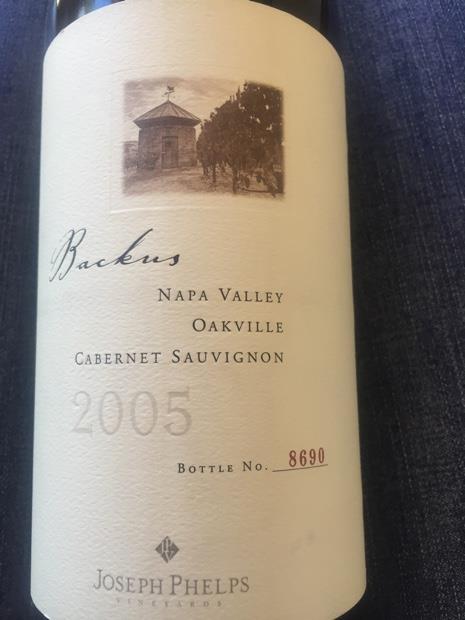 Backus
NAPA VALLEY
OAKVILLE
CABERNET SAUVIGNON
2005
BOTTLE NO. 8690
JOSEPH PHELPS
VINEYARDS